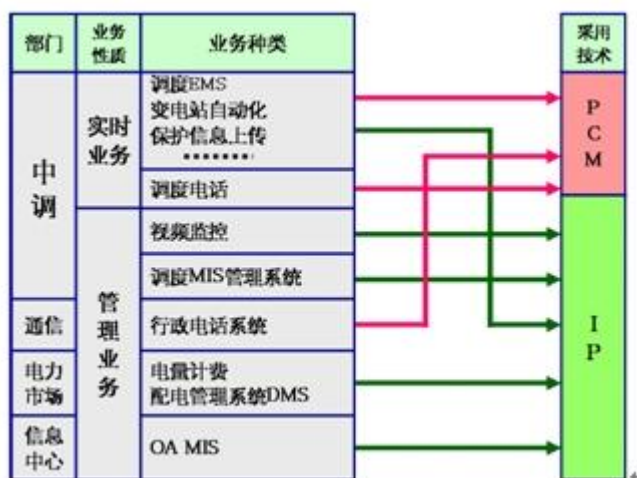 部门
业务
性质
业务种类
采用
技术
中
调
实时
业务
调度EMS
变电站自动化
保护信息上传
调度电话
管
理
业
务
视频监控
调度MIS管理系统
通信
行政电话系统
电力
市场
电量计费
配电管理系统DMS
信息
中心
OA MIS
P
C
M
I
P